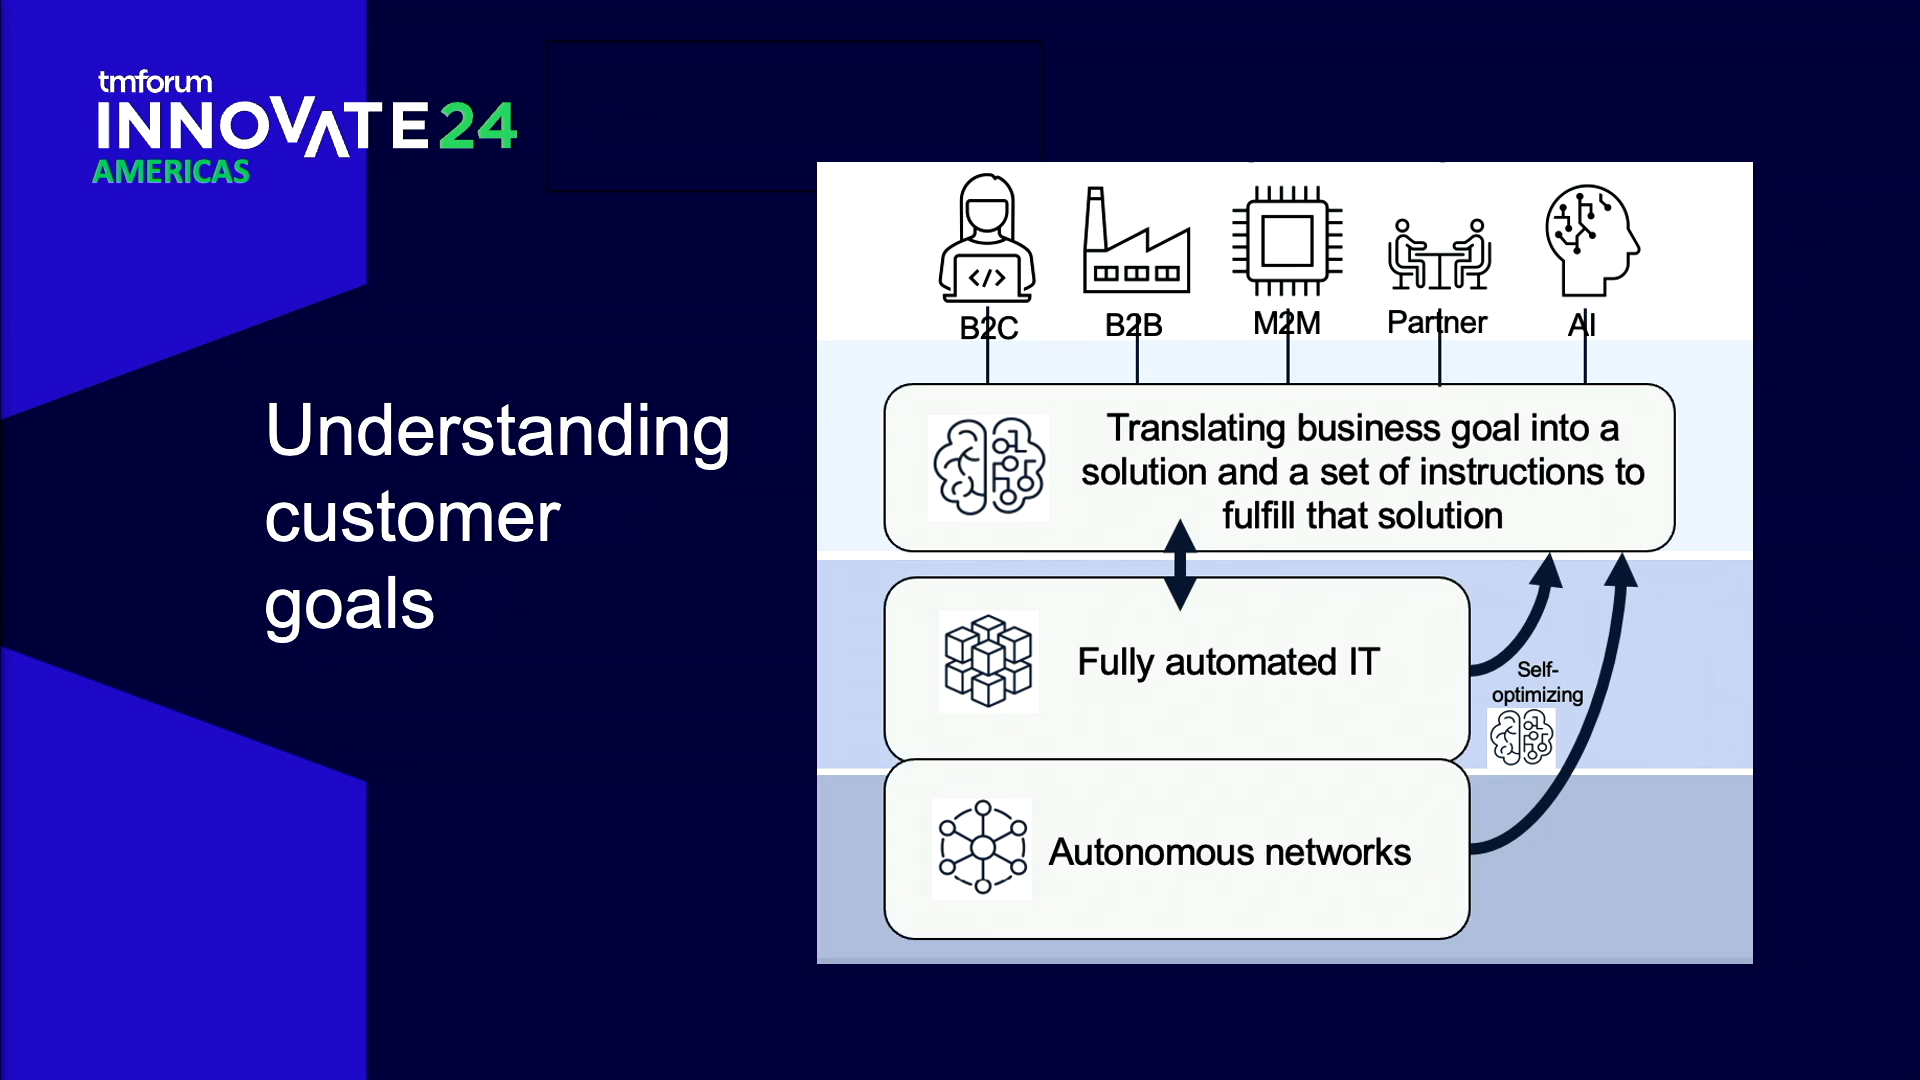 tmforum
INNOVATE24
AMERICAS
Understanding
customer
goals
B2C
B2B
M2M
Partner
AI
</>
Translating business goal into a
solution and a set of instructions to
fulfill that solution
Fully automated IT
Self-
optimizing
Autonomous networks